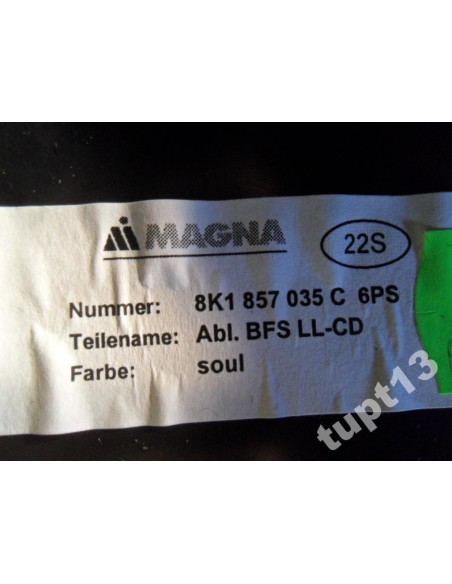 MAGNA
22S
Nummer: 8K1 857 035 C 6PS
Teilename: Abl. BFS LL-CD
Farbe: soul
tupt13